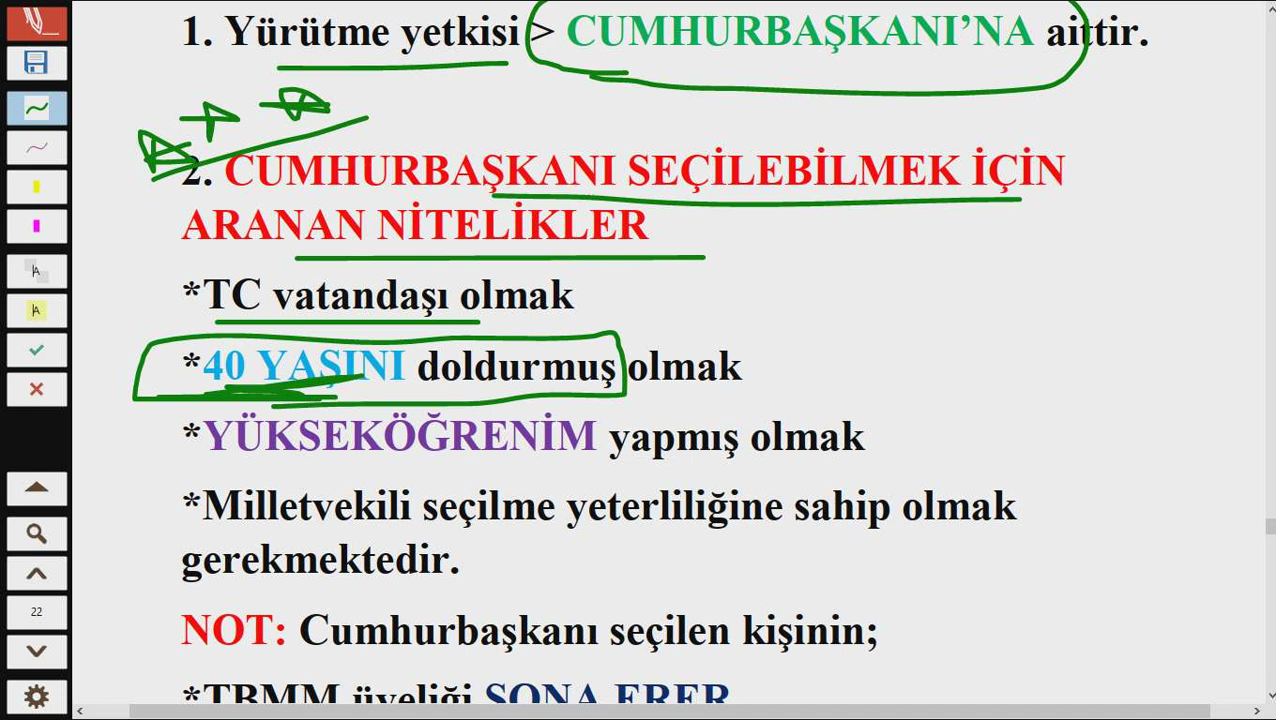 1. Yürütme yetkisi > CUMHURBAŞKANI’NA aittir.
2. CUMHURBAŞKANI SEÇİLEBİLMEK İÇİN
ARANAN NİTELİKLER
*TC vatandaşı olmak
*40 YAŞINI doldurmuş olmak
*YÜKSEKÖĞRENİM yapmış olmak
*Milletvekili seçilme yeterliliğine sahip olmak
gerekmektedir.
22
NOT: Cumhurbaşkanı seçilen kişinin;
*TBMM üyeliği SONA ERER